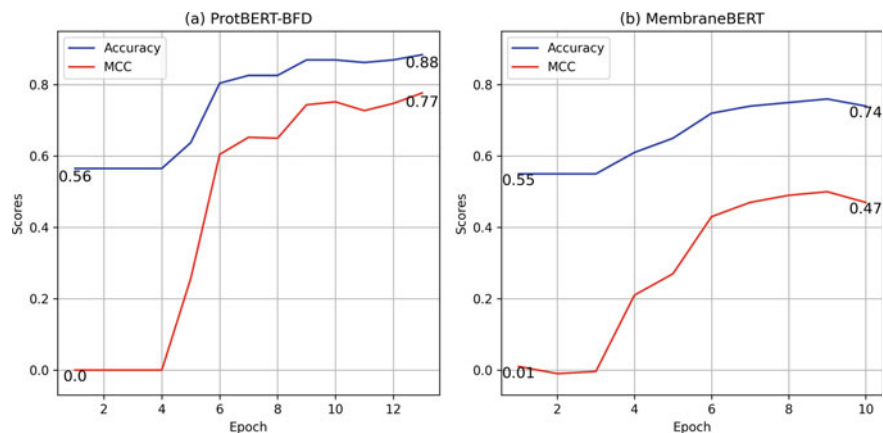 (a) ProtBERT-BFD
Accuracy
MCC
0.88
0.77
0.56
0.0
Scores
0.8
0.6
0.4
0.2
0.0
2 4 6 8 10 12
Epoch
(b) MembraneBERT
Accuracy
MCC
0.74
0.55
0.47
0.01
Scores
0.8
0.6
0.4
0.2
0.0
2 4 6 8 10
Epoch